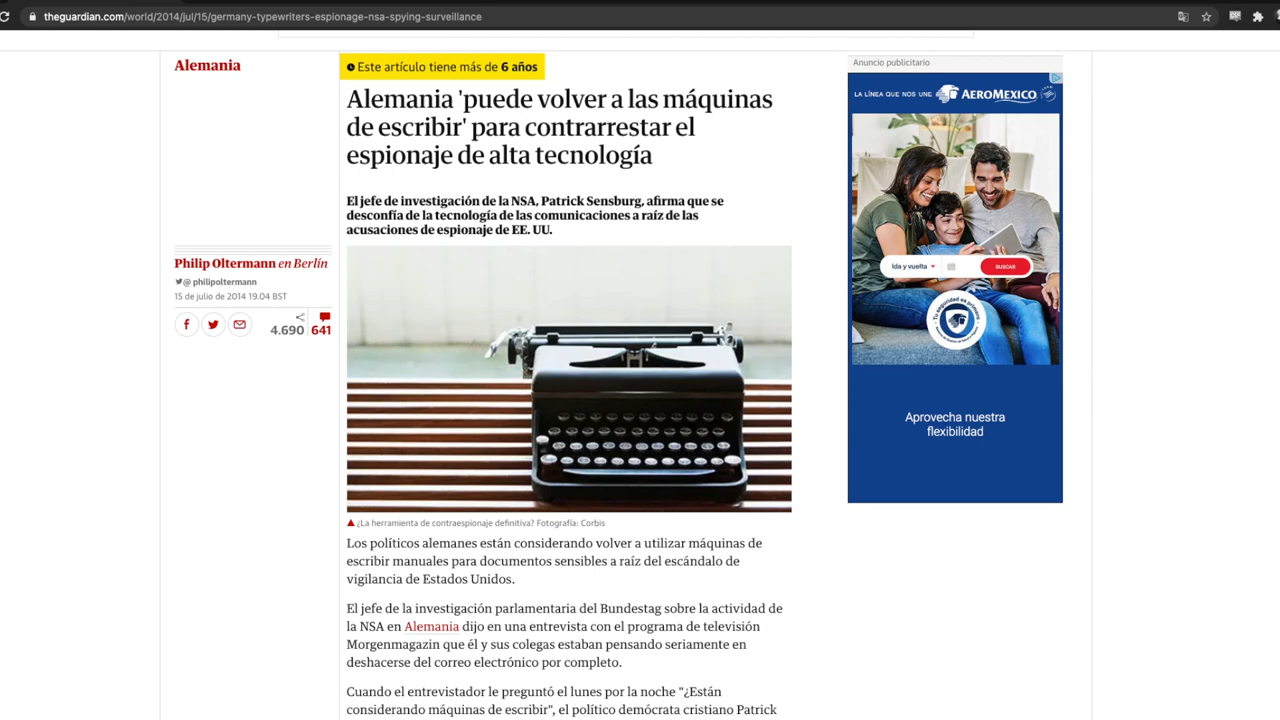 theguardian.com/world/2014/jul/15/germany-typewriters-espionage-nsa-spying-surveillance
Alemania
Este artículo tiene más de 6 años
Alemania 'puede volver a las máquinas
de escribir' para contrarrestar el
espionaje de alta tecnología
El jefe de investigación de la NSA, Patrick Sensburg, afirma que se
desconfía de la tecnología de las comunicaciones a raíz de las
acusaciones de espionaje de EE. UU.
Philip Oltermann en Berlín
@ philipoltermann
15 de julio de 2014 19.04 BST
4.690 641
¿La herramienta de contraespionaje definitiva? Fotografía: Corbis
Los políticos alemanes están considerando volver a utilizar máquinas de
escribir manuales para documentos sensibles a raíz del escándalo de
vigilancia de Estados Unidos.
El jefe de la investigación parlamentaria del Bundestag sobre la actividad de
la NSA en Alemania dijo en una entrevista con el programa de televisión
Morgenmagazin que él y sus colegas estaban pensando seriamente en
deshacerse del correo electrónico por completo.
Cuando el entrevistador le preguntó el lunes por la noche "¿Están
considerando máquinas de escribir", el político demócrata cristiano Patrick
Anuncio publicitario
LA LÍNEA QUE NOS UNE AEROMEXICO
Ida y vuelta
BUSCAR
Tu seguridad es primero
Aprovecha nuestra
flexibilidad